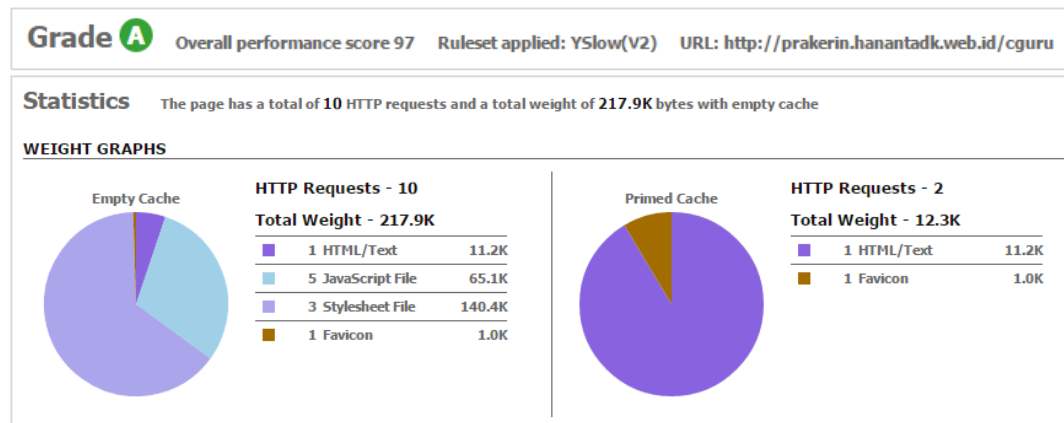 Grade A Overall performance score 97 Ruleset applied: YSlow(V2) URL: http://prakerin.hanantadk.web.id/cguru
Statistics The page has a total of 10 HTTP requests and a total weight of 217.9K bytes with empty cache
WEIGHT GRAPHS
Empty Cache
HTTP Requests - 10
Total Weight - 217.9K
1 HTML/Text 11.2K
5 JavaScript File 65.1K
3 Stylesheet File 140.4K
1 Favicon 1.0K
Primed Cache
HTTP Requests - 2
Total Weight - 12.3K
1 HTML/Text 11.2K
1 Favicon 1.0K